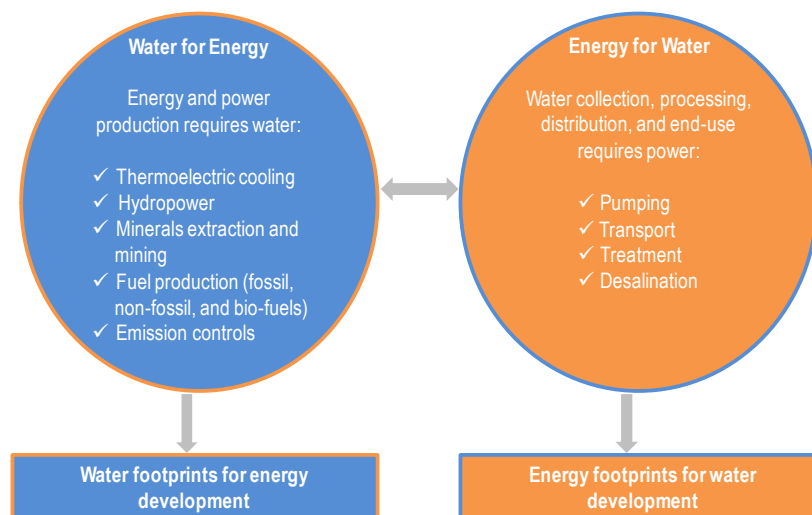 Water for Energy
Energy and power
production requires water:
✓ Thermoelectric cooling
✓ Hydropower
✓ Minerals extraction and
mining
✓ Fuel production (fossil,
non-fossil, and bio-fuels)
✓ Emission controls
Energy for Water
Water collection, processing,
distribution, and end-use
requires power:
✓ Pumping
✓ Transport
✓ Treatment
✓ Desalination
Water footprints for energy
development
Energy footprints for water
development